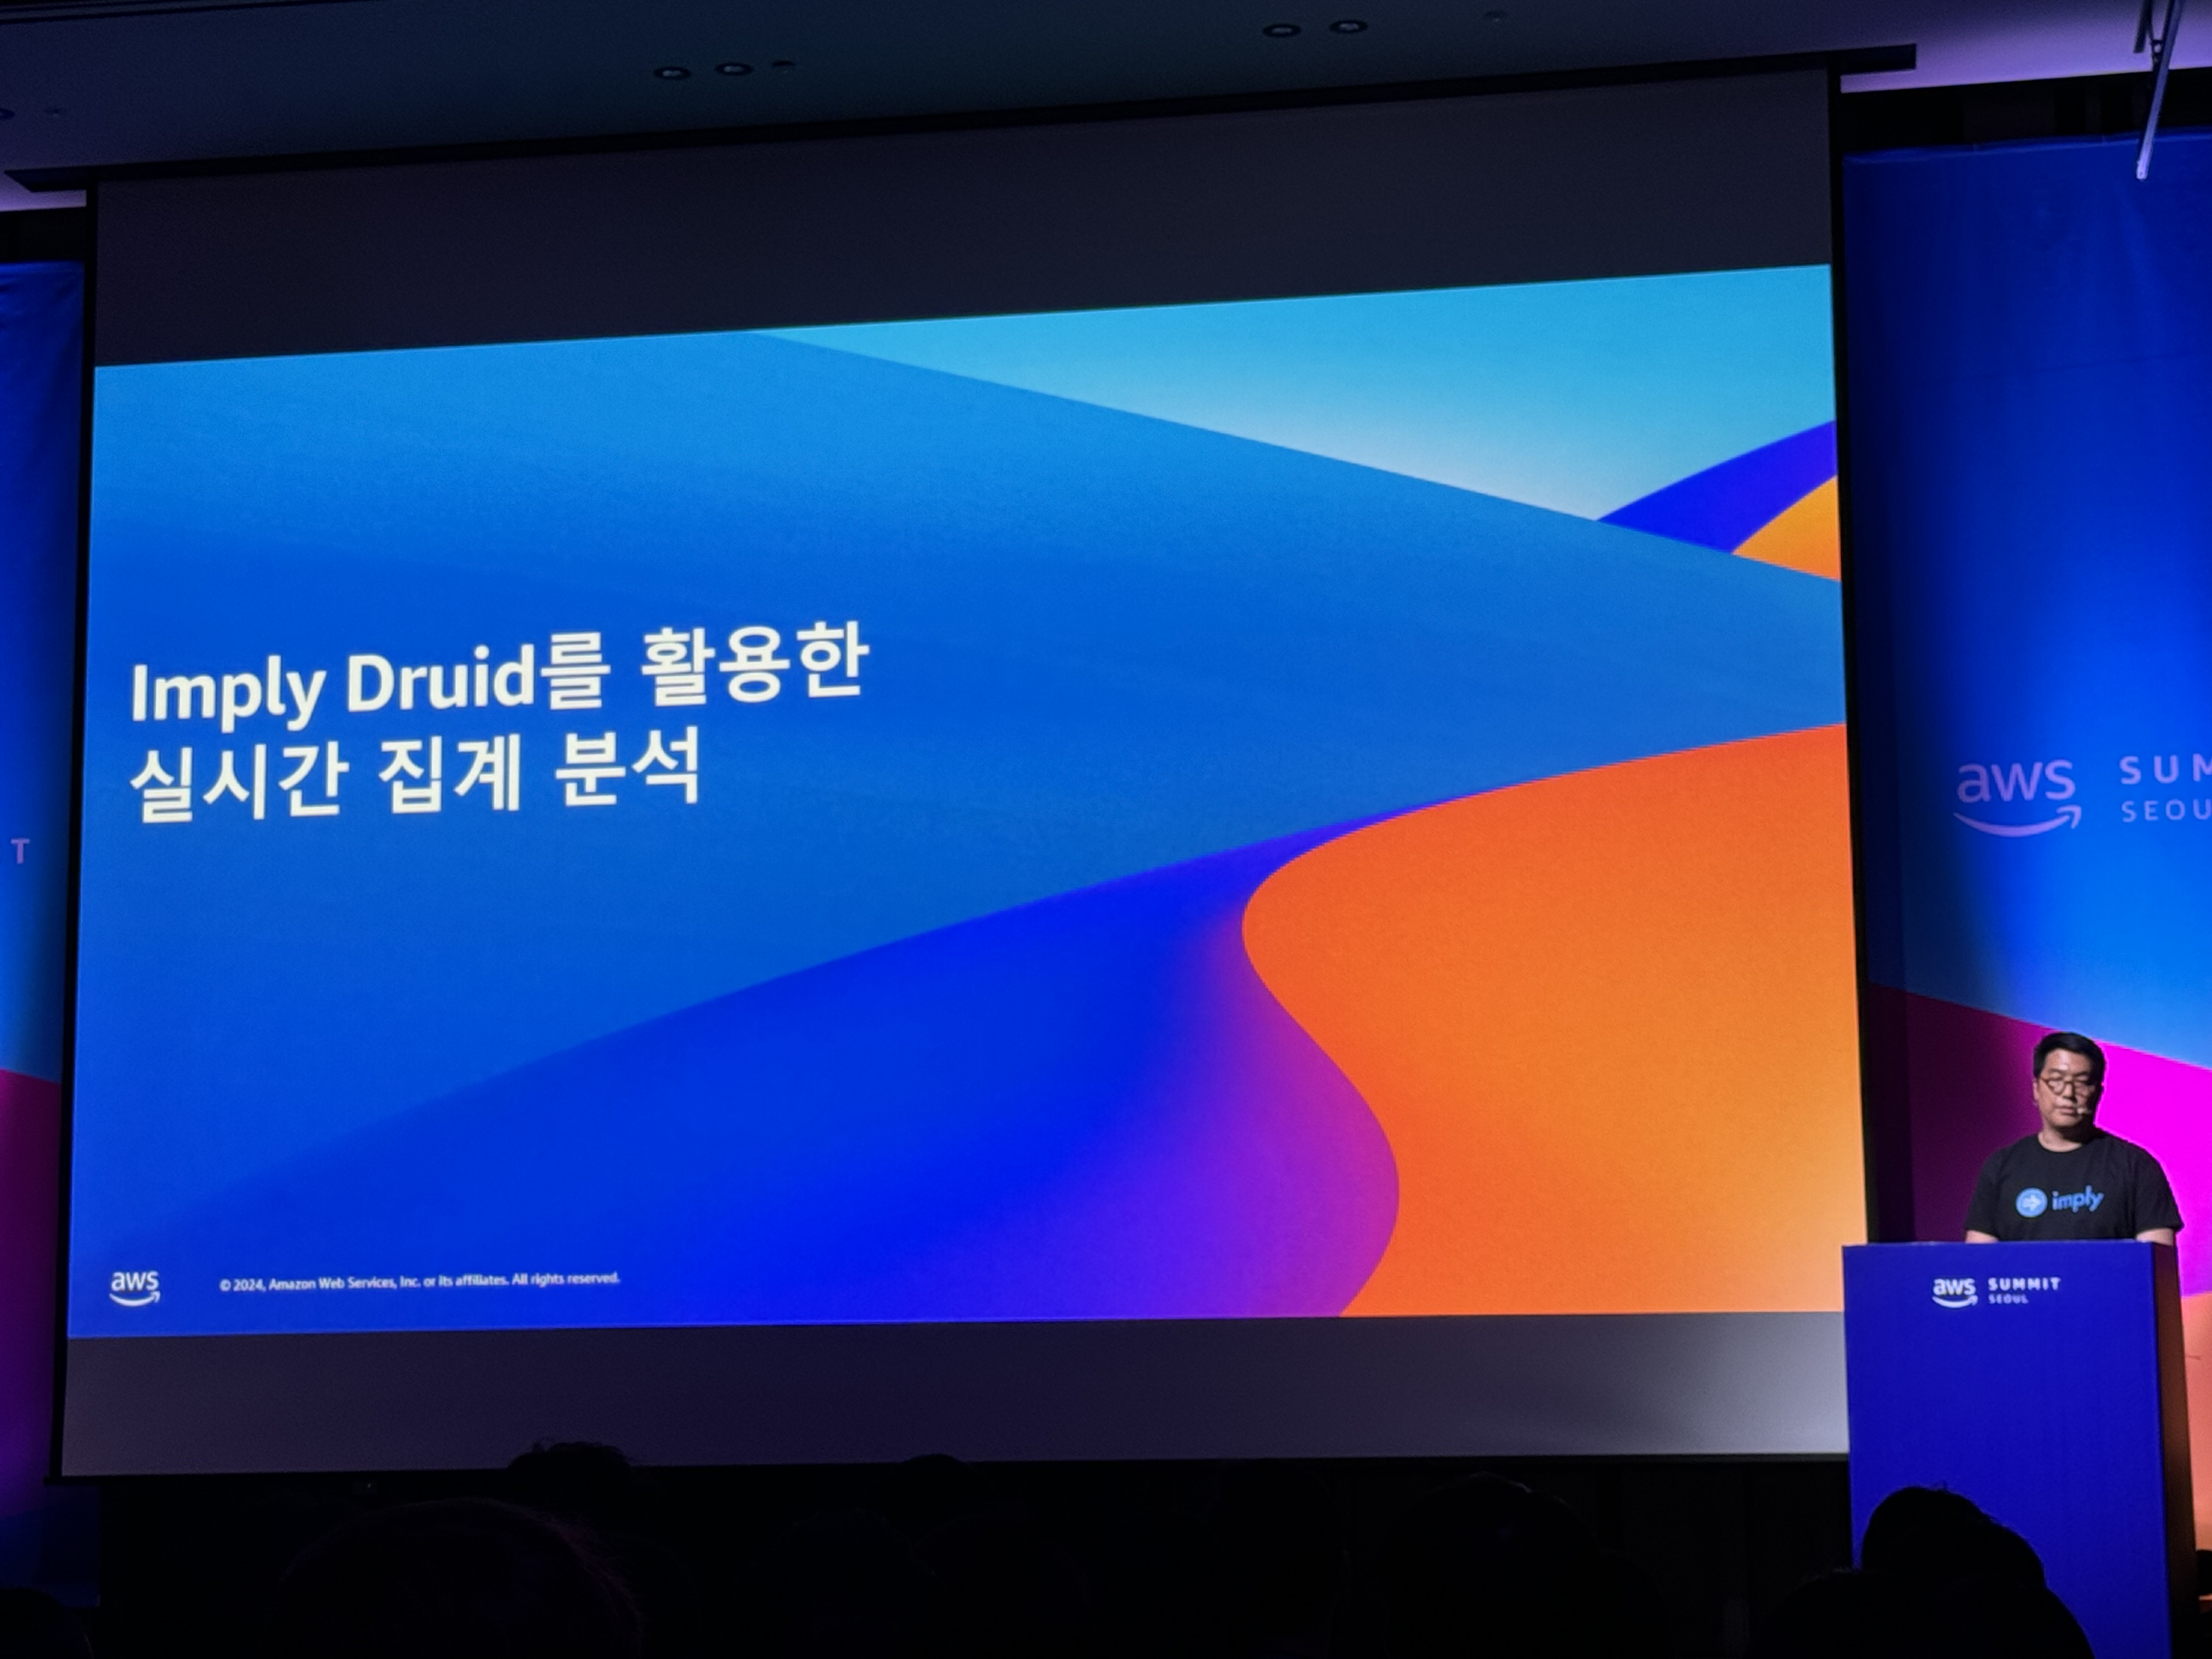 Imply Druid를 활용한
실시간 집계 분석
aws
© 2024, Amazon Web Services, Inc. or its affiliates. All rights reserved.
T
aws SUMM
SEOU
imply
aws SUMMIT
SEOUL